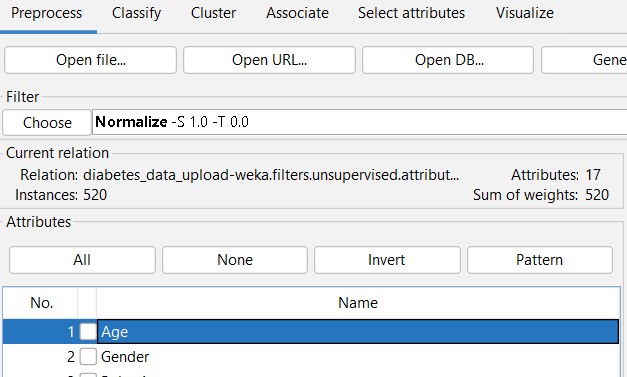 Preprocess Classify Cluster Associate Select attributes Visualize
Open file... Open URL... Open DB... Gene
Filter
Choose Normalize -S 1.0 -T 0.0
Current relation
Relation: diabetes_data_upload-weka.filters.unsupervised.attribut... Attributes: 17
Instances: 520 Sum of weights: 520
Attributes
All None Invert Pattern
No. Name
1 Age
2 Gender